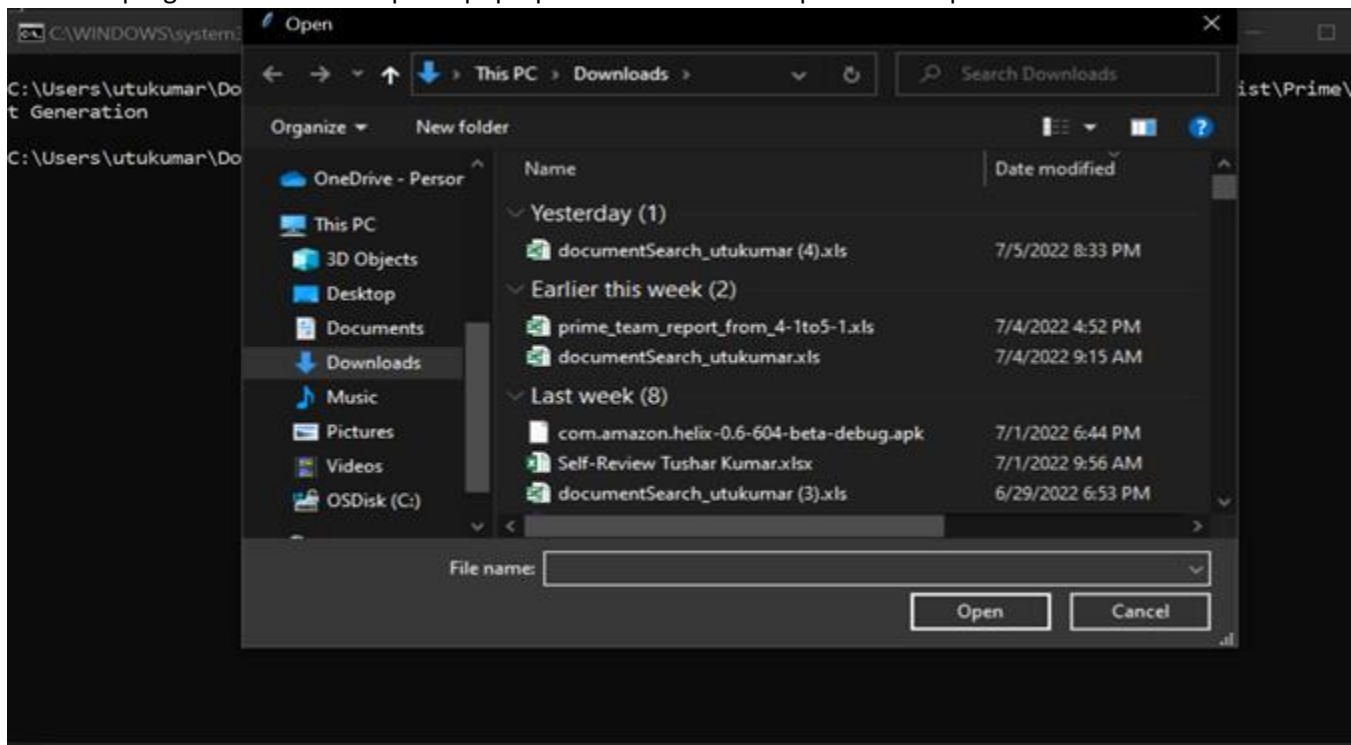 C:\WINDOWS\system3
Open
This PC > Downloads >
Search Downloads
C:\Users\utukumar\Do
ist\Prime\
t Generation
Organize
New folder
C:\Users\utukumar\Do
OneDrive - Person
This PC
3D Objects
Desktop
Documents
Downloads
Music
Pictures
Videos
OSDisk (C:)
Name
Date modified
Yesterday (1)
documentSearch_utukumar (4).xls 7/5/2022 8:33 PM
Earlier this week (2)
prime_team_report_from_4-1to5-1.xls 7/4/2022 4:52 PM
documentSearch_utukumar.xls 7/4/2022 9:15 AM
Last week (8)
com.amazon.helix-0.6-604-beta-debug.apk 7/1/2022 6:44 PM
Self-Review Tushar Kumar.xlsx 7/1/2022 9:56 AM
documentSearch_utukumar (3).xls 6/29/2022 6:53 PM
File name:
Open
Cancel